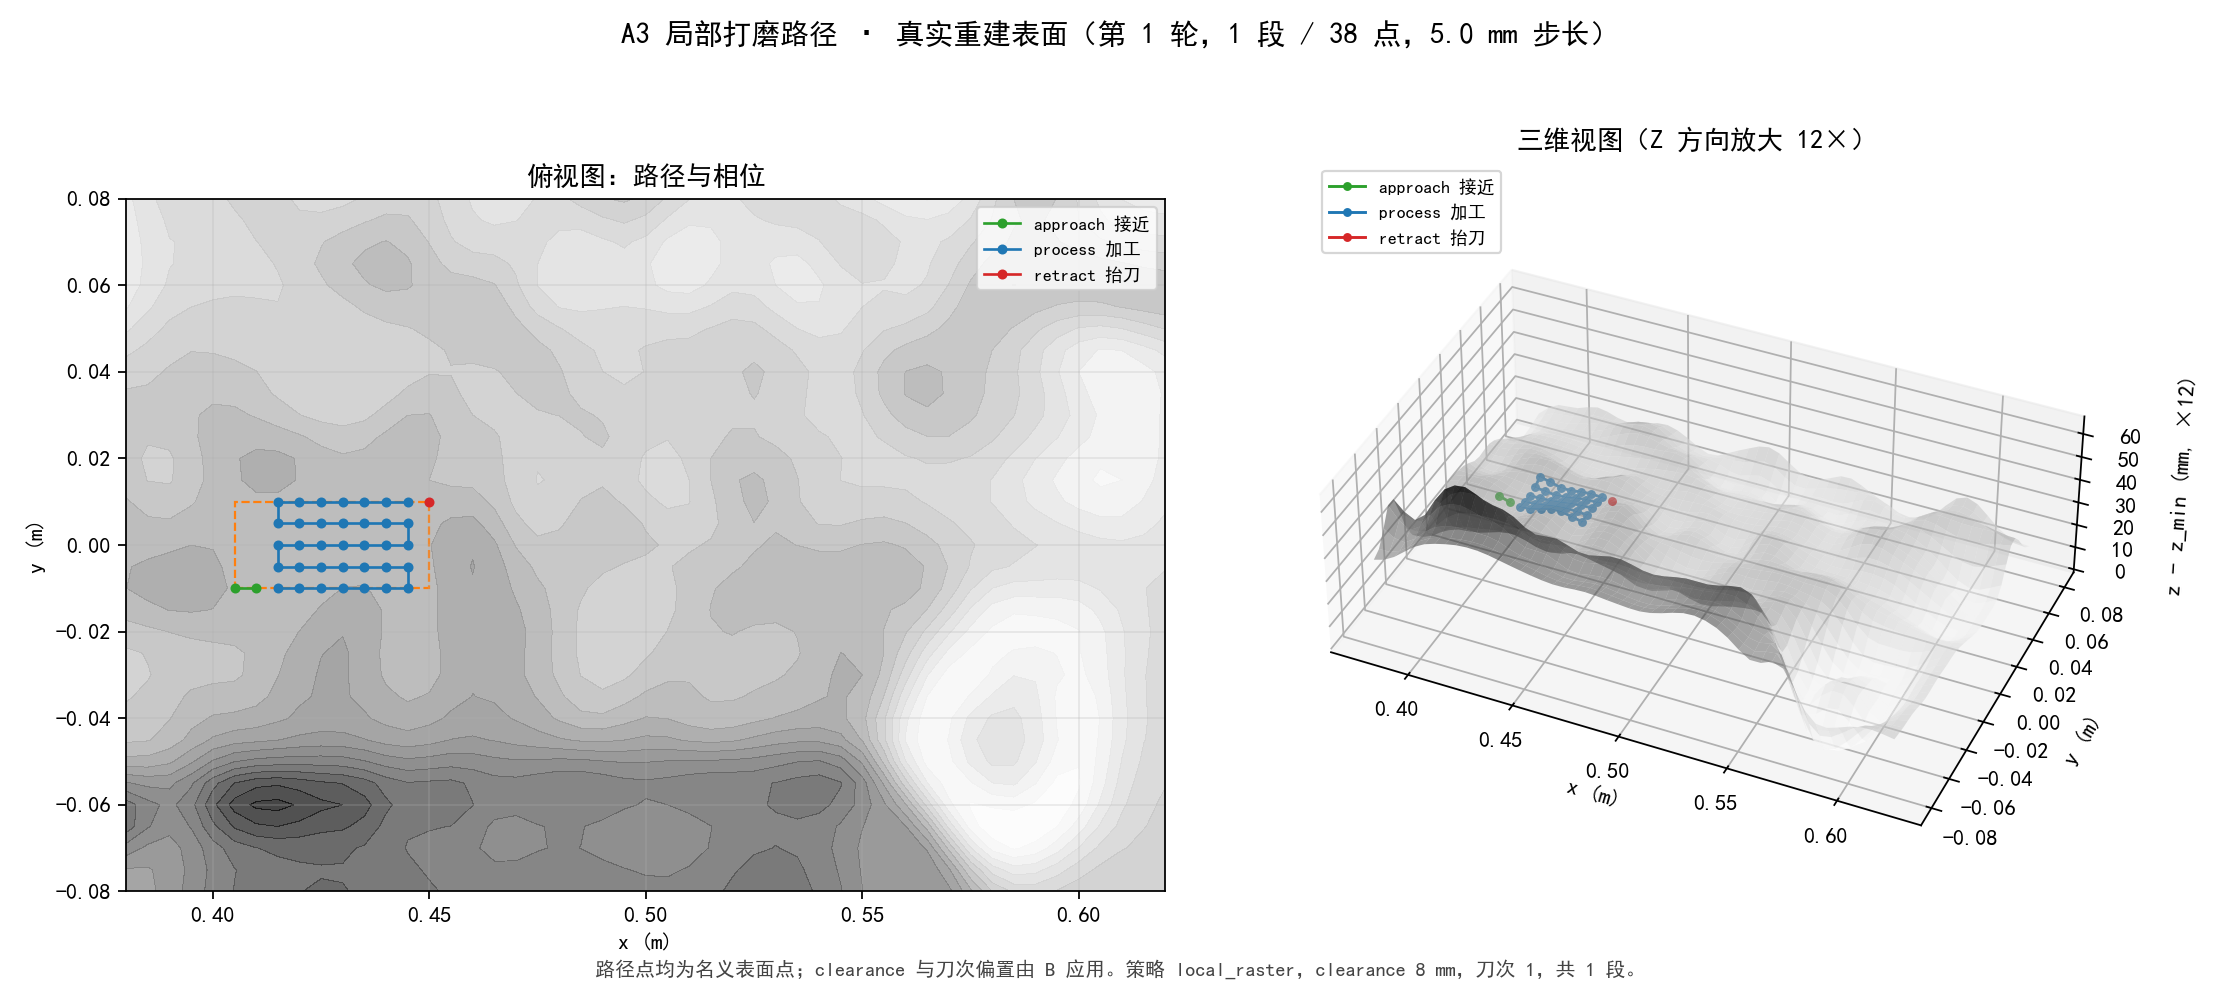 A3 局部打磨路径 · 真实重建表面（第 1 轮，1 段 / 38 点，5.0 mm 步长）
俯视图：路径与相位
approach 接近
process 加工
retract 抬刀
0.08
0.06
0.04
0.02
0.00
−0.02
−0.04
−0.06
−0.08
y (m)
0.40
0.45
0.50
0.55
0.60
x (m)
三维视图（Z 方向放大 12×）
approach 接近
process 加工
retract 抬刀
60
50
40
30
20
10
0
z − z_min (mm, ×12)
0.08
0.06
0.04
0.02
0.00
−0.02
−0.04
−0.06
−0.08
y (m)
0.40
0.45
0.50
0.55
0.60
x (m)
路径点均为名义表面点；clearance 与刀次偏置由 B 应用。策略 local_raster，clearance 8 mm，刀次 1，共 1 段。